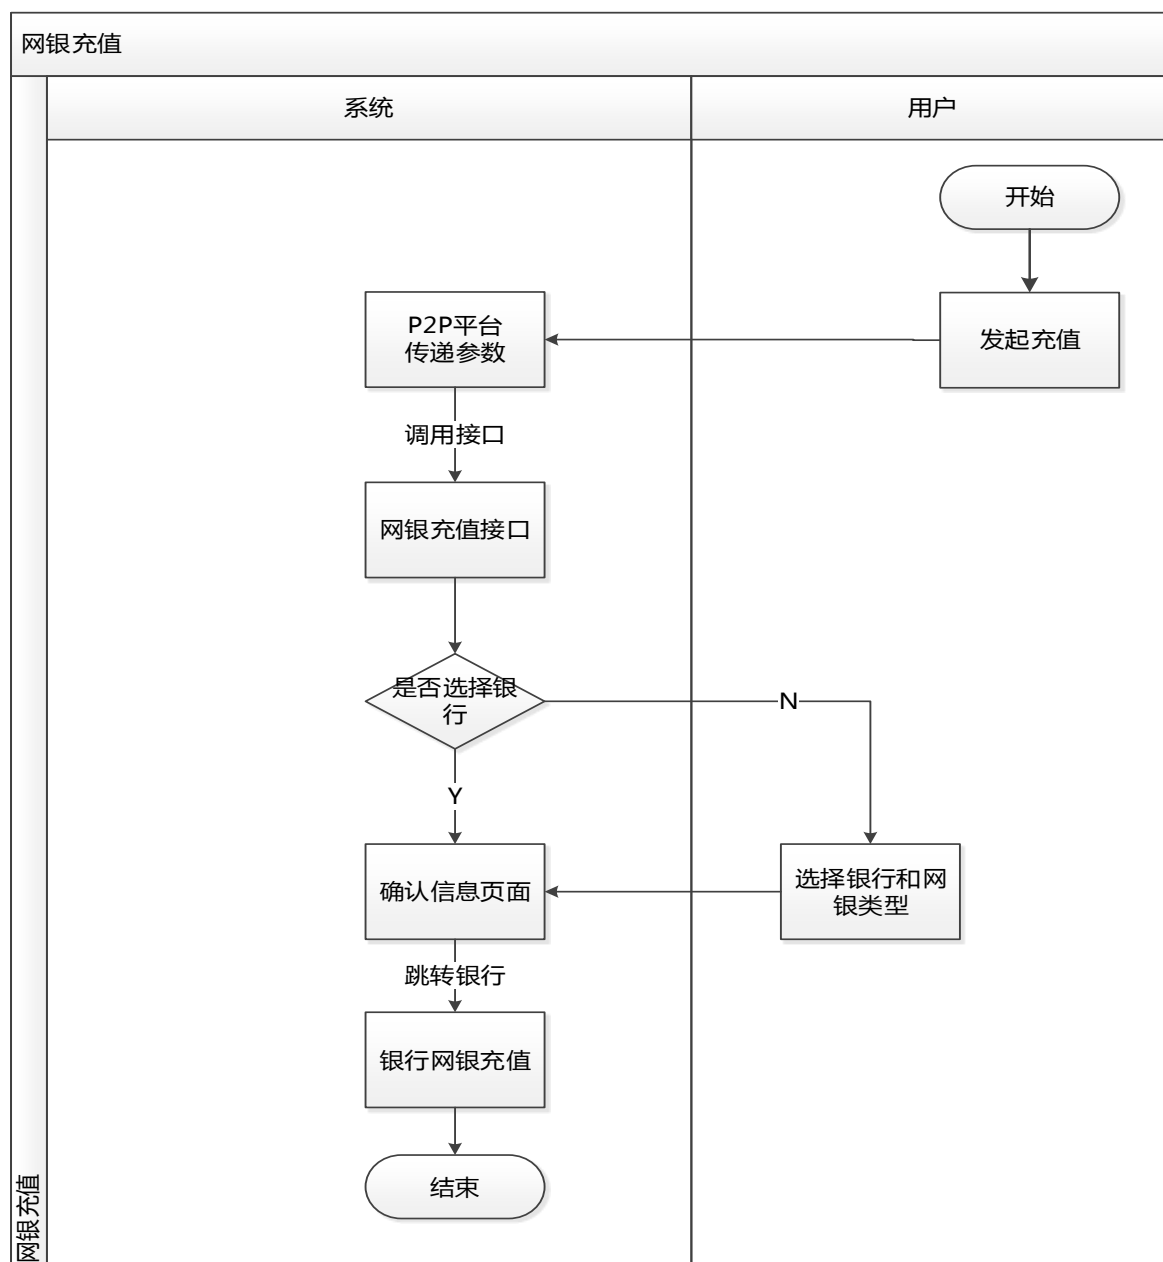 网银充值
系统
用户
开始
发起充值
P2P平台
传递参数
调用接口
网银充值接口
是否选择银
行
N
Y
选择银行和网
银类型
确认信息页面
跳转银行
银行网银充值
结束
网银充值